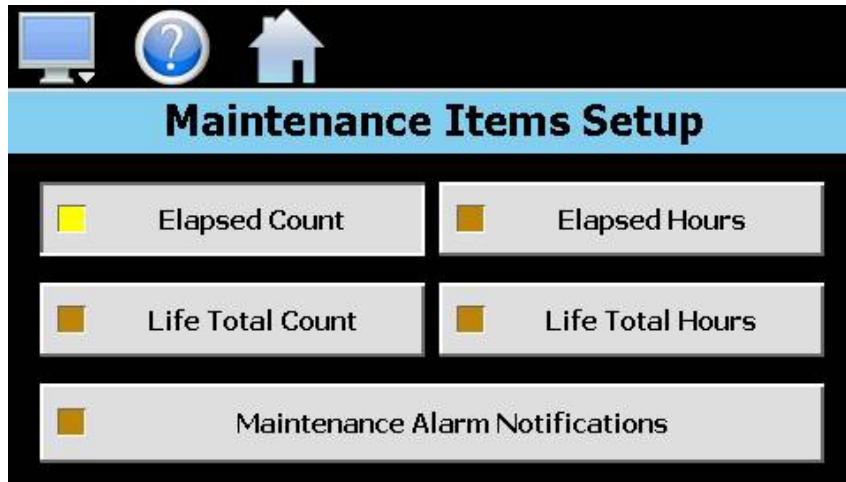 ?
Maintenance Items Setup
Elapsed Count
Elapsed Hours
Life Total Count
Life Total Hours
Maintenance Alarm Notifications